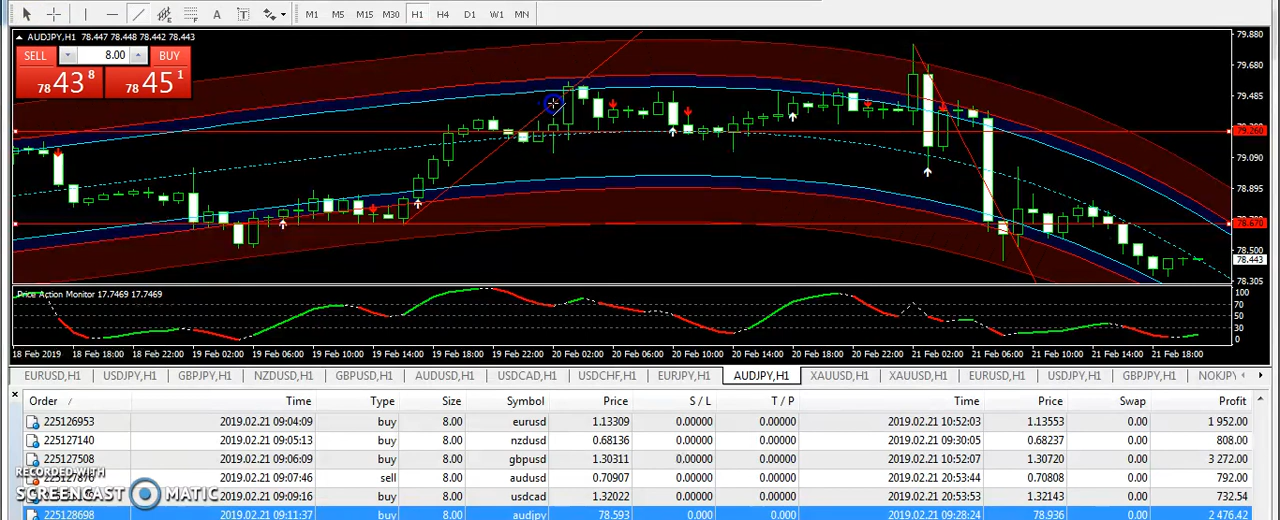 A T
M1 M5 M15 M30 H1 H4 D1 W1 MN
AUDJPY,H1 78.447 78.448 78.442 78.443
SELL 8.00 BUY
78 43 8 78 45 1
79.880
79.680
79.485
79.260
79.090
78.895
78.670
78.500
78.443
78.305
Price Action Monitor 17.7469 17.7469
100
70
50
30
0
18 Feb 2019 18 Feb 18:00 18 Feb 22:00 19 Feb 02:00 19 Feb 06:00 19 Feb 10:00 19 Feb 14:00 19 Feb 18:00 19 Feb 22:00 20 Feb 02:00 20 Feb 06:00 20 Feb 10:00 20 Feb 14:00 20 Feb 18:00 20 Feb 22:00 21 Feb 02:00 21 Feb 06:00 21 Feb 10:00 21 Feb 14:00 21 Feb 18:00
EURUSD,H1 USDJPY,H1 GBPJPY,H1 NZDUSD,H1 GBPUSD,H1 AUDUSD,H1 USDCAD,H1 USDCHF,H1 EURJPY,H1 AUDJPY,H1 XAUUSD,H1 XAUUSD,H1 EURUSD,H1 USDJPY,H1 GBPJPY,H1 NOKJP
Order / Time Type Size Symbol Price S / L T / P Time Price Swap Profit
225126953 2019.02.21 09:04:09 buy 8.00 eurusd 1.13309 0.00000 0.00000 2019.02.21 10:52:03 1.13553 0.00 1 952.00
225127140 2019.02.21 09:05:13 buy 8.00 nzdusd 0.68136 0.00000 0.00000 2019.02.21 09:30:05 0.68237 0.00 808.00
225127508 2019.02.21 09:06:09 buy 8.00 gbpusd 1.30311 0.00000 0.00000 2019.02.21 10:52:07 1.30720 0.00 3 272.00
2019.02.21 09:07:46 sell 8.00 audusd 0.70907 0.00000 0.00000 2019.02.21 20:53:44 0.70808 0.00 792.00
2019.02.21 09:09:16 buy 8.00 usdcad 1.32022 0.00000 0.00000 2019.02.21 20:53:53 1.32143 0.00 732.54
225128698 2019.02.21 09:11:37 buy 8.00 audjpy 78.593 0.000 0.000 2019.02.21 09:28:24 78.936 0.00 2 476.42
RECORDED WITH
SCREENCAST MATIC